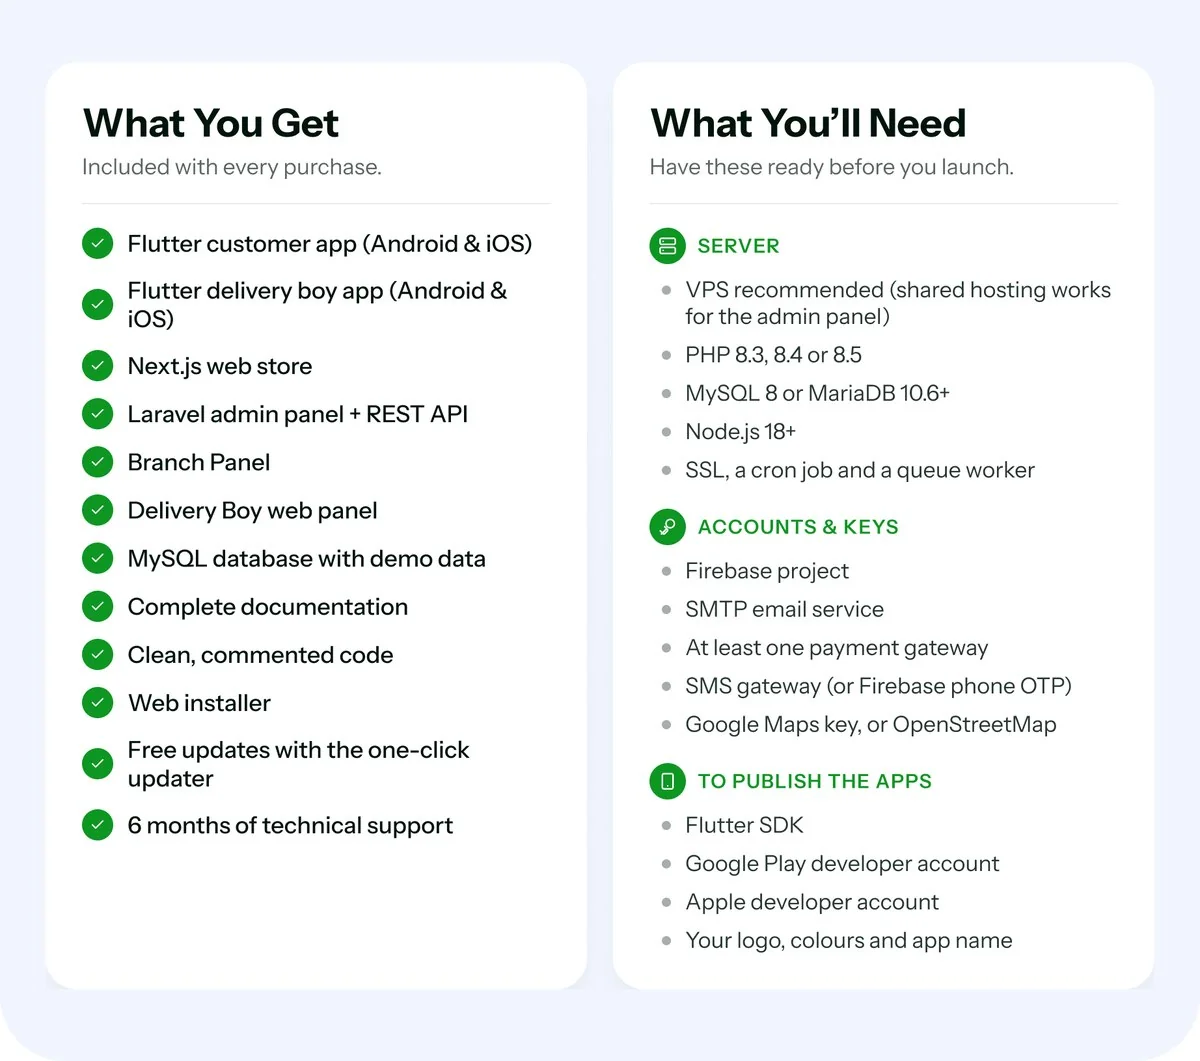 What You Get
Included with every purchase.
Flutter customer app (Android & iOS)
Flutter delivery boy app (Android &
iOS)
Next.js web store
Laravel admin panel + REST API
Branch Panel
Delivery Boy web panel
MySQL database with demo data
Complete documentation
Clean, commented code
Web installer
Free updates with the one-click
updater
6 months of technical support
What You’ll Need
Have these ready before you launch.
SERVER
VPS recommended (shared hosting works
for the admin panel)
PHP 8.3, 8.4 or 8.5
MySQL 8 or MariaDB 10.6+
Node.js 18+
SSL, a cron job and a queue worker
ACCOUNTS & KEYS
Firebase project
SMTP email service
At least one payment gateway
SMS gateway (or Firebase phone OTP)
Google Maps key, or OpenStreetMap
TO PUBLISH THE APPS
Flutter SDK
Google Play developer account
Apple developer account
Your logo, colours and app name